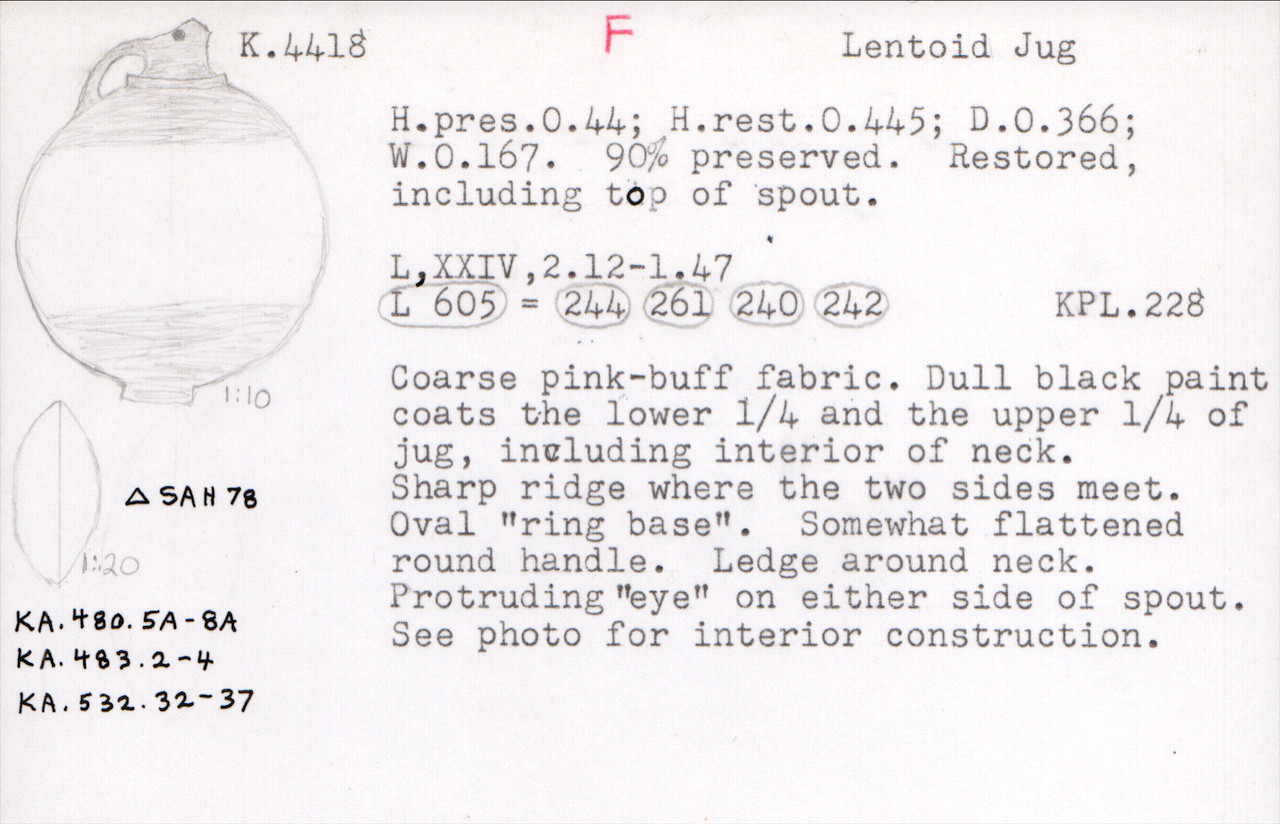 K.4418 F Lentoid Jug
H.pres.0.44; H.rest.0.445; D.0.366;
W.0.167. 90% preserved. Restored,
including top of spout.
L,XXIV,2.12-1.47
L 605 = 244 261 240 242 KPL.228
Coarse pink-buff fabric. Dull black paint
coats the lower 1/4 and the upper 1/4 of
jug, including interior of neck.
Sharp ridge where the two sides meet.
Oval "ring base". Somewhat flattened
round handle. Ledge around neck.
Protruding "eye" on either side of spout.
See photo for interior construction.
1:10
△ SAH 78
1:20
KA.480.5A-8A
KA.483.2-4
KA.532.32-37